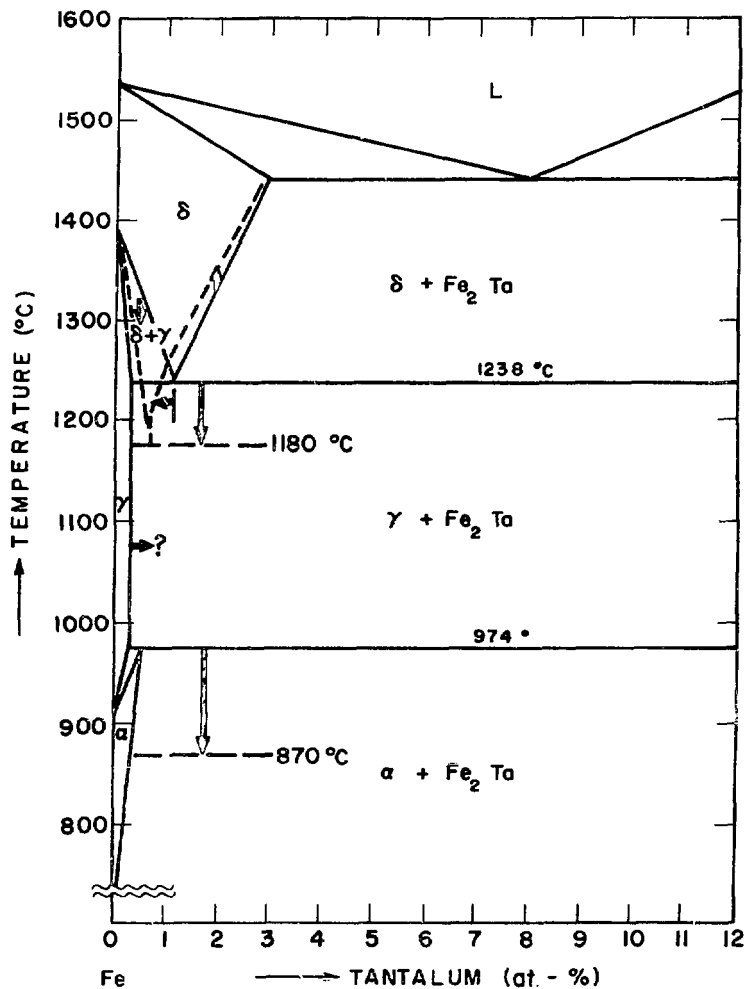 1600
1500
1400
1300
1200
1100
1000
900
800
TEMPERATURE (°C)
L
δ
δ + Fe2 Ta
δ+γ
1238 °C
1180 °C
γ
γ + Fe2 Ta
?
974 °
α
870 °C
α + Fe2 Ta
0 1 2 3 4 5 6 7 8 9 10 11 12
Fe
TANTALUM (at.-%)